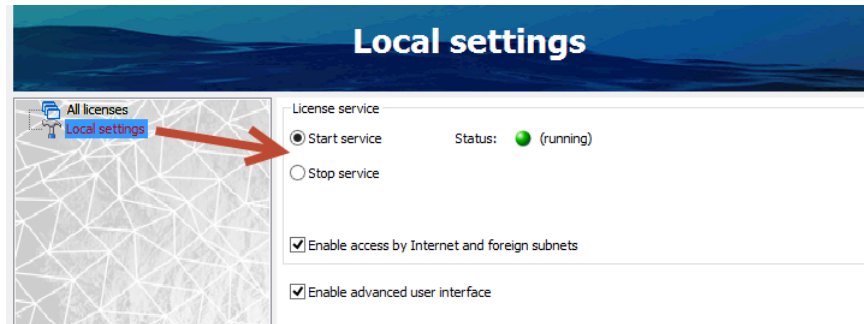 Local settings
All licenses
Local settings
License service
Start service Status: (running)
Stop service
Enable access by Internet and foreign subnets
Enable advanced user interface